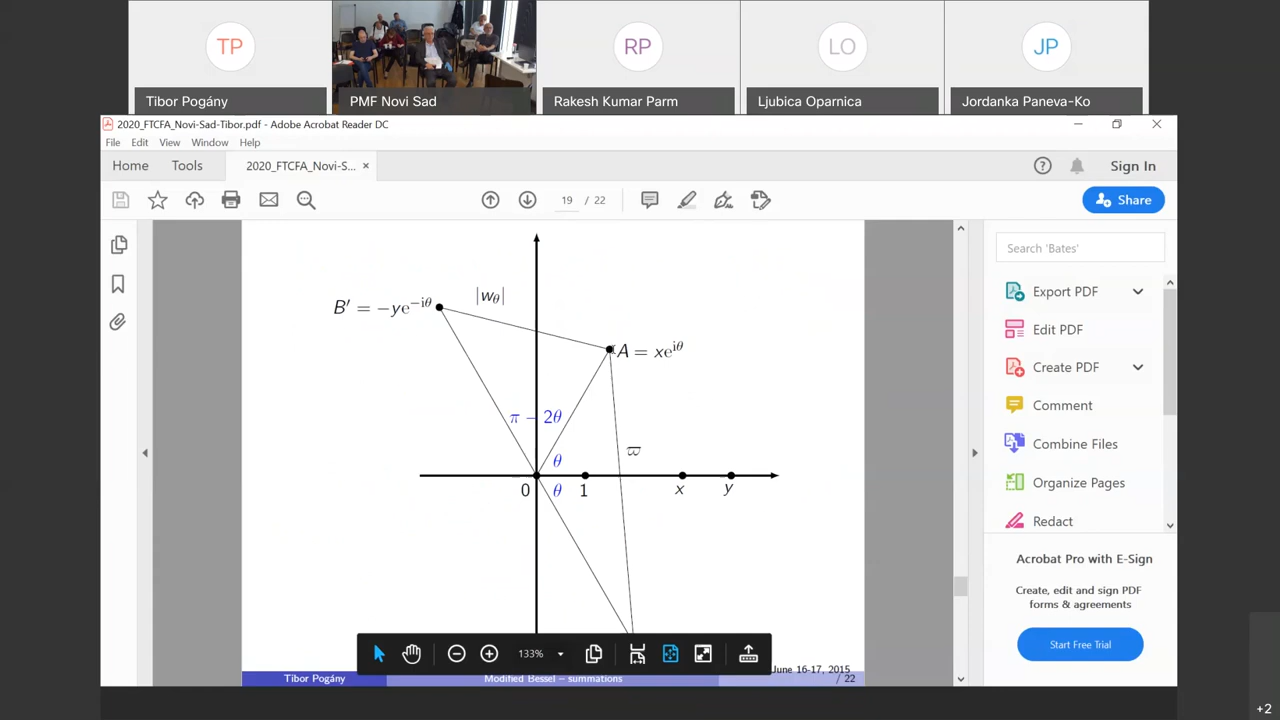 TP
RP
LO
JP
Tibor Pogány
PMF Novi Sad
Rakesh Kumar Parm
Ljubica Oparnica
Jordanka Paneva-Ko
2020_FTCFA_Novi-Sad-Tibor.pdf - Adobe Acrobat Reader DC
File Edit View Window Help
Home Tools 2020_FTCFA_Novi-S... ×
Sign In
19 / 22
Share
Search 'Bates'
Export PDF
Edit PDF
Create PDF
Comment
Combine Files
Organize Pages
Redact
Acrobat Pro with E-Sign
Create, edit and sign PDF
forms & agreements
Start Free Trial
|w_θ|
B′ = −ye^{−iθ}
A = xe^{iθ}
π − 2θ
ϖ
θ
0 θ 1 x y
133%
June 16-17, 2015
Tibor Pogány Modified Bessel – summations / 22
+2